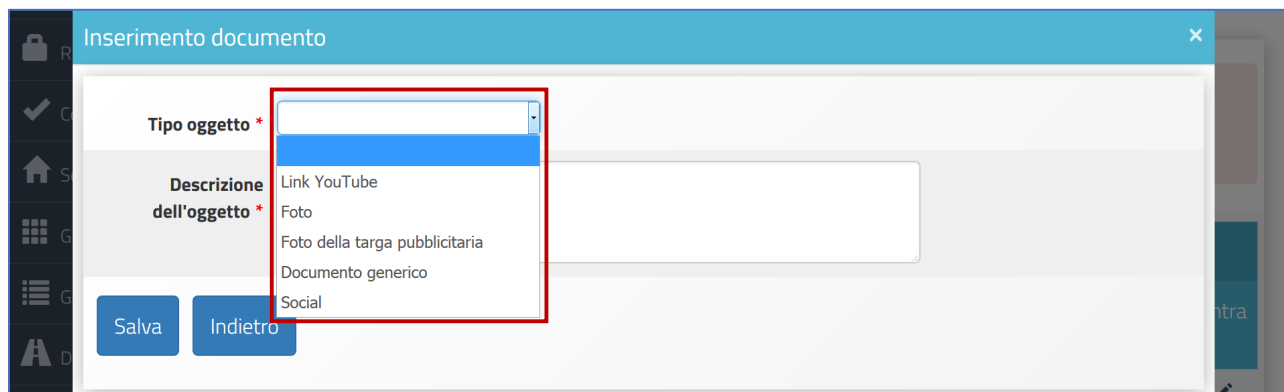 Inserimento documento ×
Tipo oggetto *
Descrizione
dell'oggetto *
Link YouTube
Foto
Foto della targa pubblicitaria
Documento generico
Social
Salva Indietro